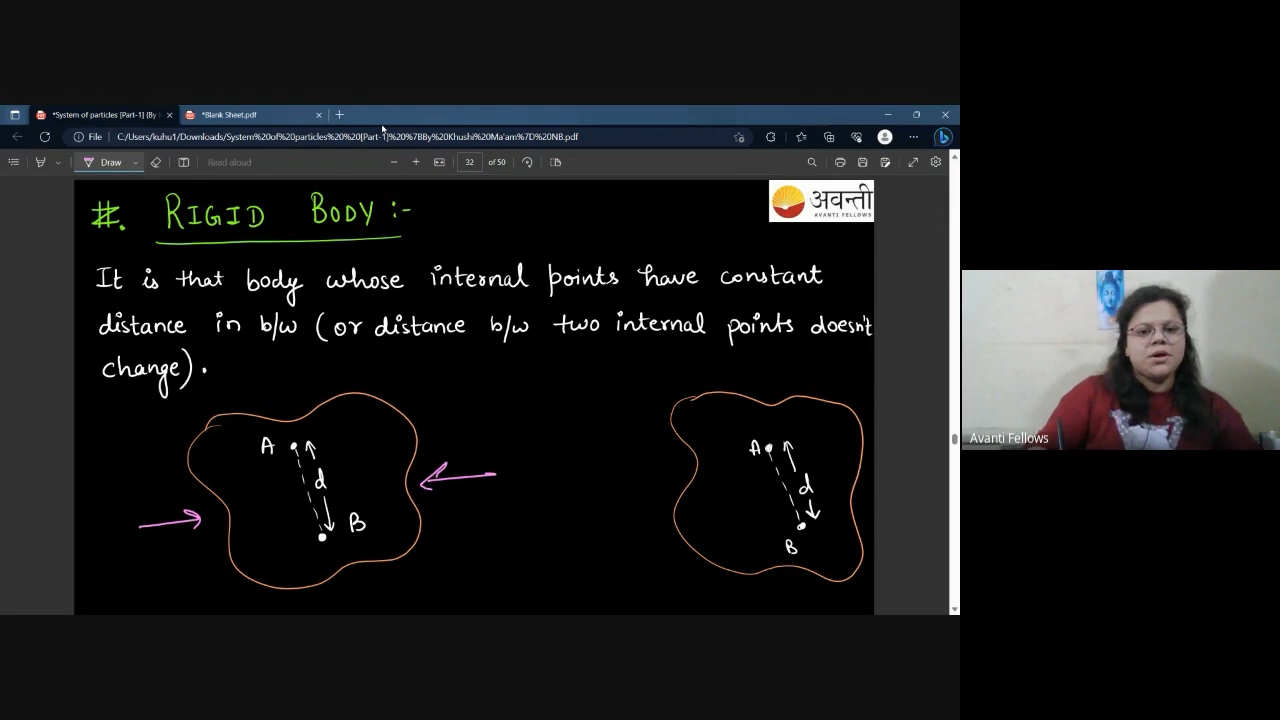 *System of particles [Part-1] (By
*Blank Sheet.pdf
File
C:/Users/kuhu1/Downloads/System%20of%20particles%20%20[Part-1]%20%7BBy%20Khushi%20Ma'am%7D%20NB.pdf
Draw
Read aloud
32 of 50
#. RIGID BODY :-
अवन्ती
AVANTI FELLOWS
It is that body whose internal points have constant
distance in b/w (or distance b/w two internal points doesn't
change).
A
d
B
A
d
B
Avanti Fellows